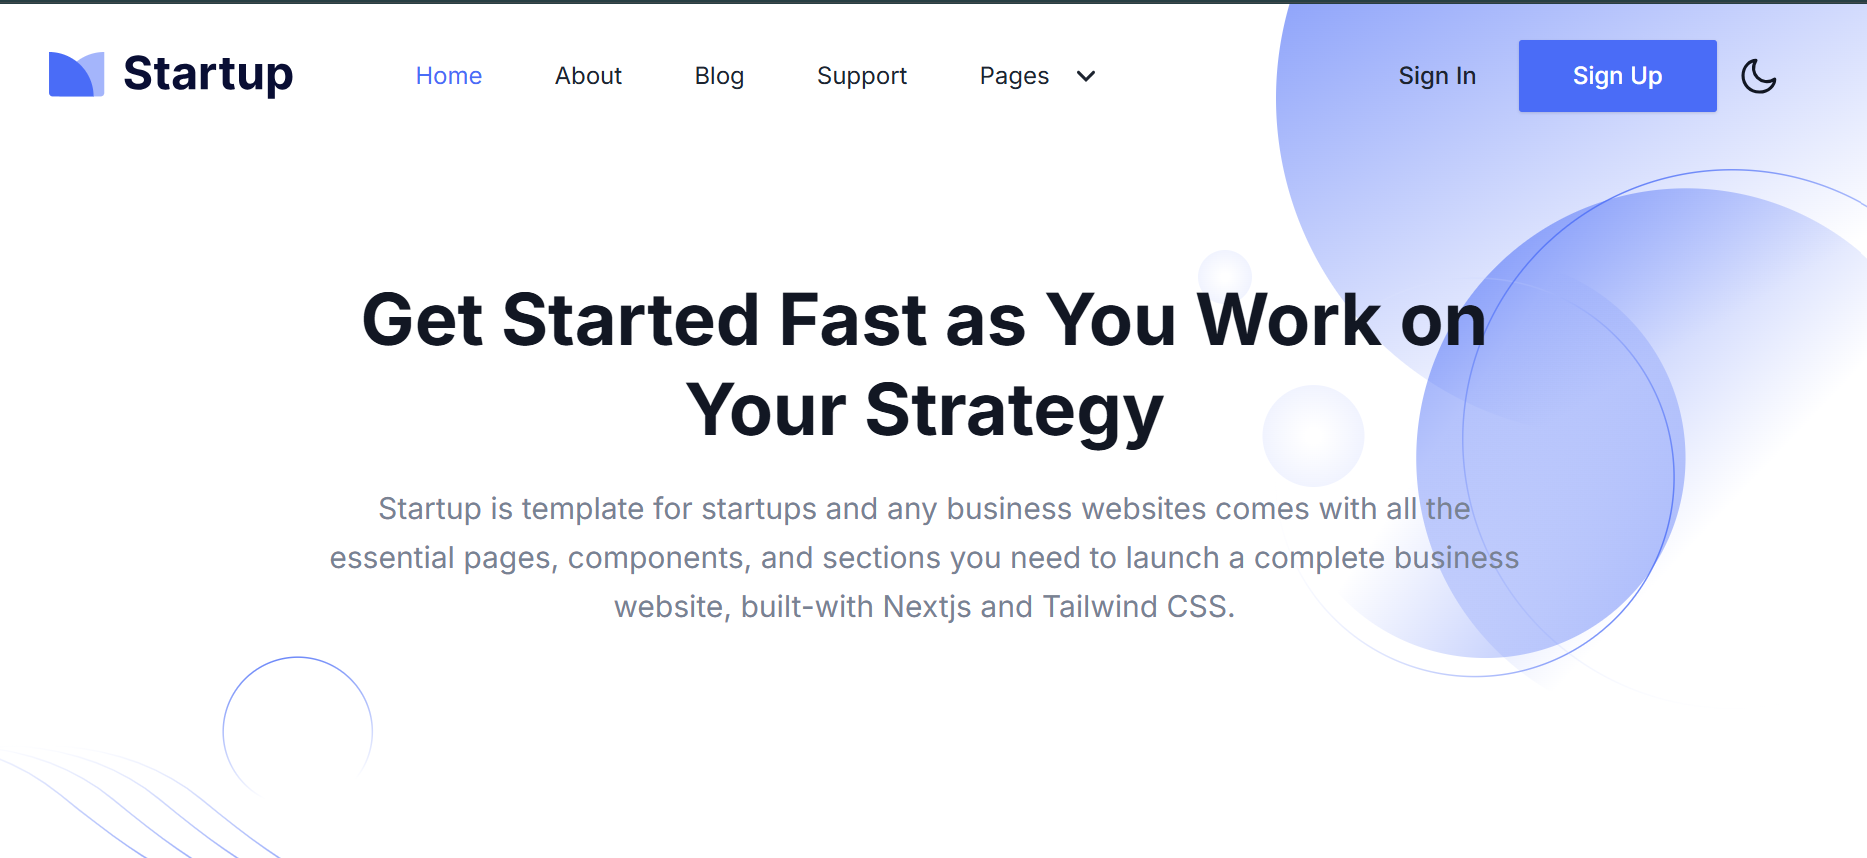 Startup
Home About Blog Support Pages Sign In Sign Up
Get Started Fast as You Work on
Your Strategy
Startup is template for startups and any business websites comes with all the
essential pages, components, and sections you need to launch a complete business
website, built-with Nextjs and Tailwind CSS.